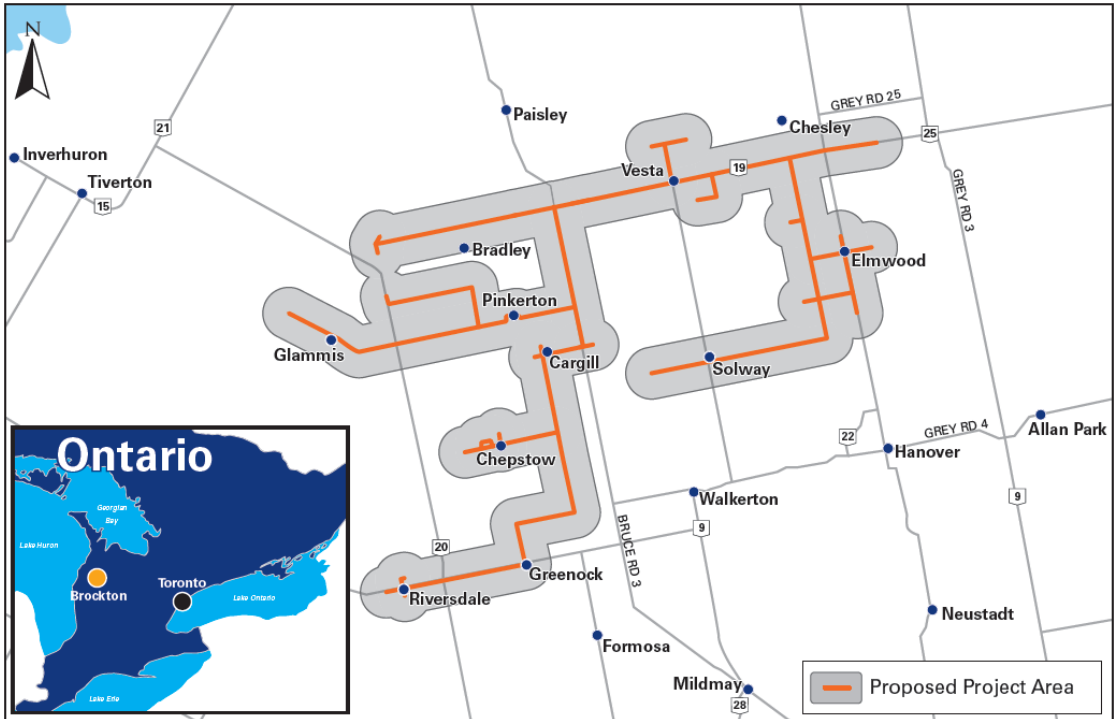 N
Paisley
GREY RD 25
Chesley
21
25
Inverhuron
Tiverton
15
Vesta
19
GREY RD 3
Bradley
Elmwood
Pinkerton
Glammis
Cargill
Solway
Allan Park
GREY RD 4
22
Hanover
Chepstow
Walkerton
9
9
BRUCE RD 3
20
Greenock
Riversdale
Neustadt
Formosa
Mildmay
28
Ontario
Georgian
Bay
Lake Huron
Toronto
Brockton
Lake Ontario
Lake Erie
Proposed Project Area